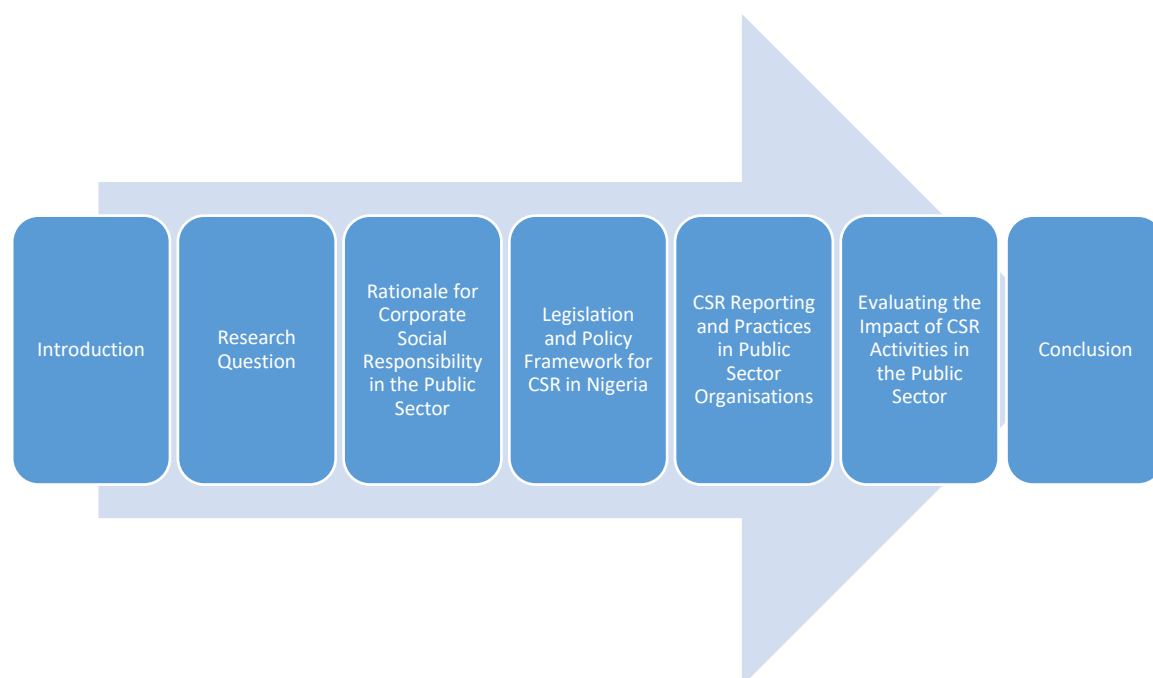 Introduction
Research
Question
Rationale for
Corporate
Social
Responsibility
in the Public
Sector
Legislation
and Policy
Framework for
CSR in Nigeria
CSR Reporting
and Practices
in Public
Sector
Organisations
Evaluating the
Impact of CSR
Activities in
the Public
Sector
Conclusion